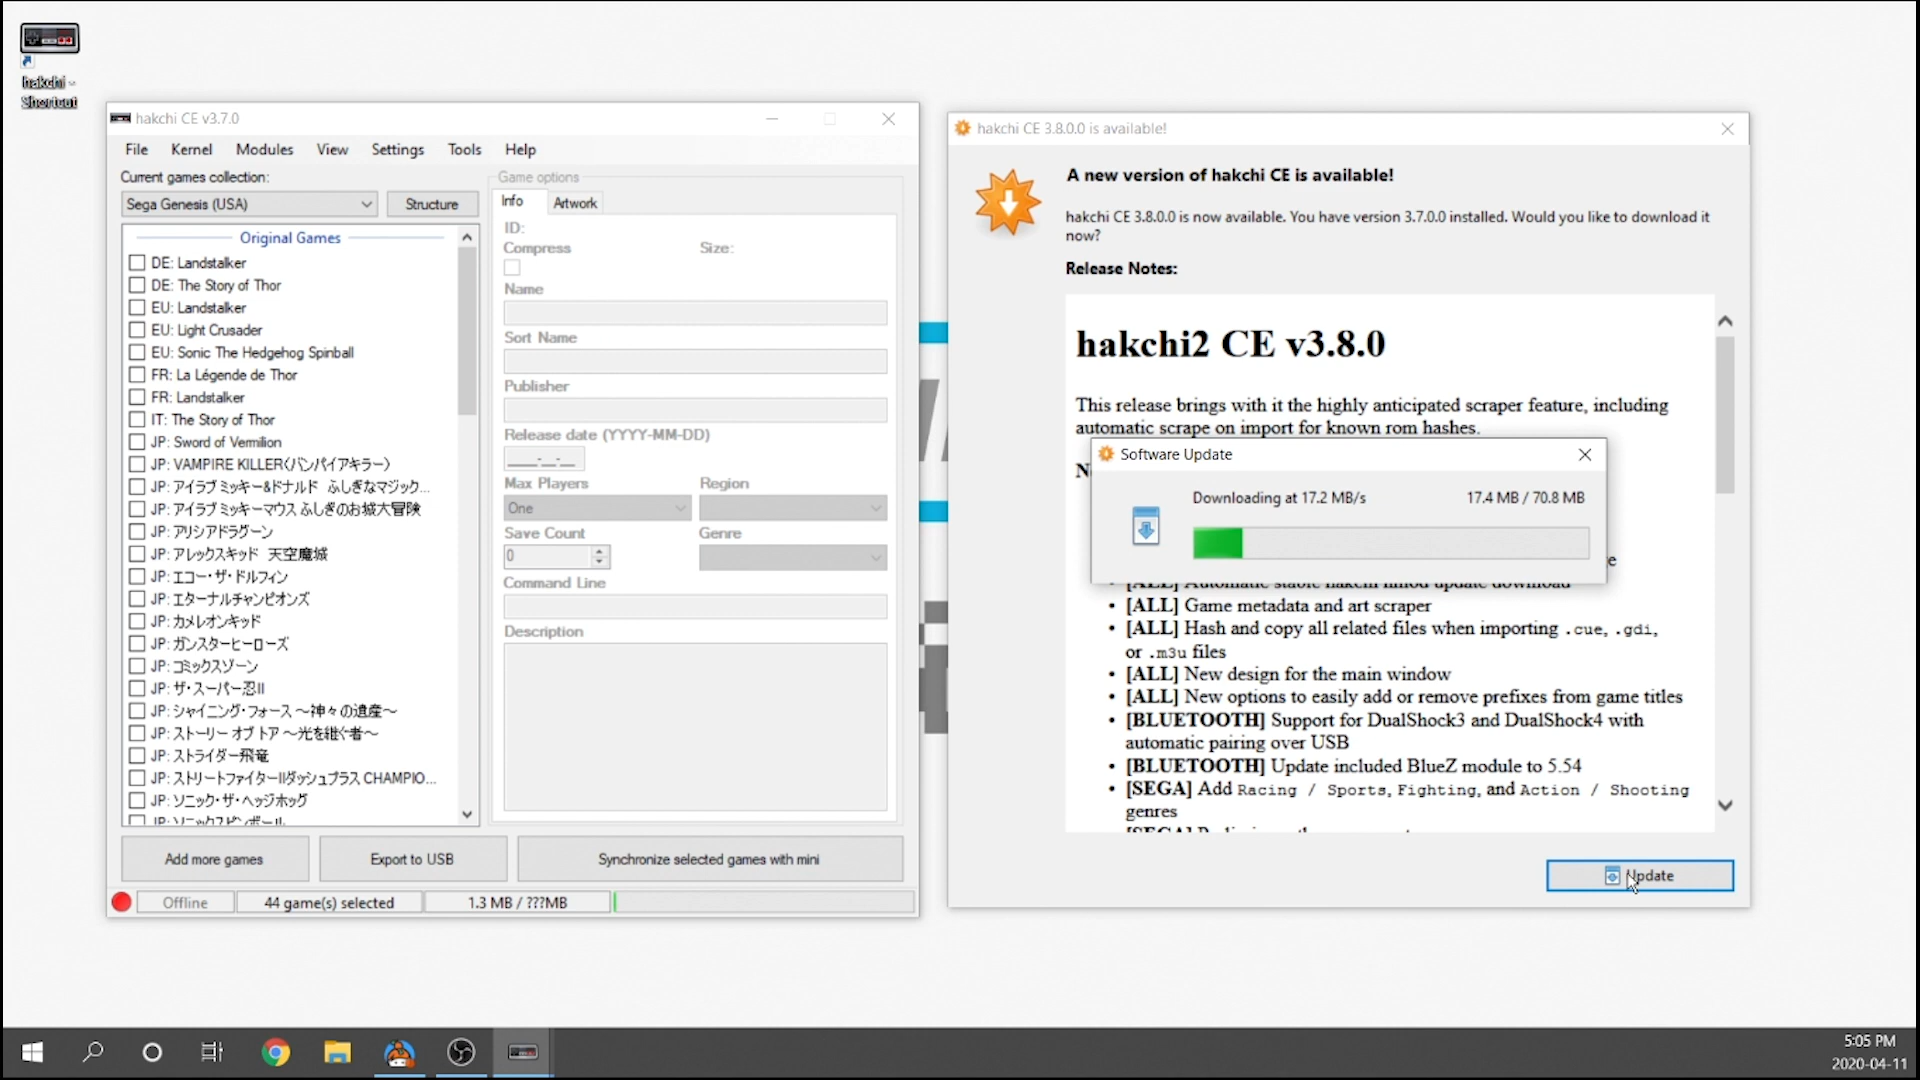 hakchi -
Shortcut
hakchi CE v3.7.0
File Kernel Modules View Settings Tools Help
Current games collection:
Sega Genesis (USA)
Structure
Original Games
DE: Landstalker
DE: The Story of Thor
EU: Landstalker
EU: Light Crusader
EU: Sonic The Hedgehog Spinball
FR: La Légende de Thor
FR: Landstalker
IT: The Story of Thor
JP: Sword of Vermilion
JP: VAMPIRE KILLER(バンパイアキラー)
JP: アイラブミッキー&ドナルド ふしぎなマジック...
JP: アイラブミッキーマウス ふしぎのお城大冒険
JP: アリシアドラグーン
JP: アレックスキッド 天空魔城
JP: エコー・ザ・ドルフィン
JP: エターナルチャンピオンズ
JP: カメレオンキッド
JP: ガンスターヒーローズ
JP: コミックスゾーン
JP: ザ・スーパー忍II
JP: シャイニング・フォース ～神々の遺産～
JP: ストーリー オブ トア ～光を継ぐ者～
JP: ストライダー飛竜
JP: ストリートファイターIIダッシュプラス CHAMPIO...
JP: ソニック・ザ・ヘッジホッグ
JP: ソニックスピンボール
Game options
Info Artwork
ID:
Compress Size:
Name
Sort Name
Publisher
Release date (YYYY-MM-DD)
____-__-__
Max Players Region
One
Save Count Genre
0
Command Line
Description
Add more games Export to USB Synchronize selected games with mini
Offline 44 game(s) selected 1.3 MB / ???MB
hakchi CE 3.8.0.0 is available!
A new version of hakchi CE is available!
hakchi CE 3.8.0.0 is now available. You have version 3.7.0.0 installed. Would you like to download it
now?
Release Notes:
hakchi2 CE v3.8.0
This release brings with it the highly anticipated scraper feature, including
automatic scrape on import for known rom hashes.
N
Software Update
Downloading at 17.2 MB/s 17.4 MB / 70.8 MB
e
• [ALL] Automatic stable hakchi hmod update download
• [ALL] Game metadata and art scraper
• [ALL] Hash and copy all related files when importing .cue, .gdi,
or .m3u files
• [ALL] New design for the main window
• [ALL] New options to easily add or remove prefixes from game titles
• [BLUETOOTH] Support for DualShock3 and DualShock4 with
automatic pairing over USB
• [BLUETOOTH] Update included BlueZ module to 5.54
• [SEGA] Add Racing / Sports, Fighting, and Action / Shooting
genres
Update
5:05 PM
2020-04-11